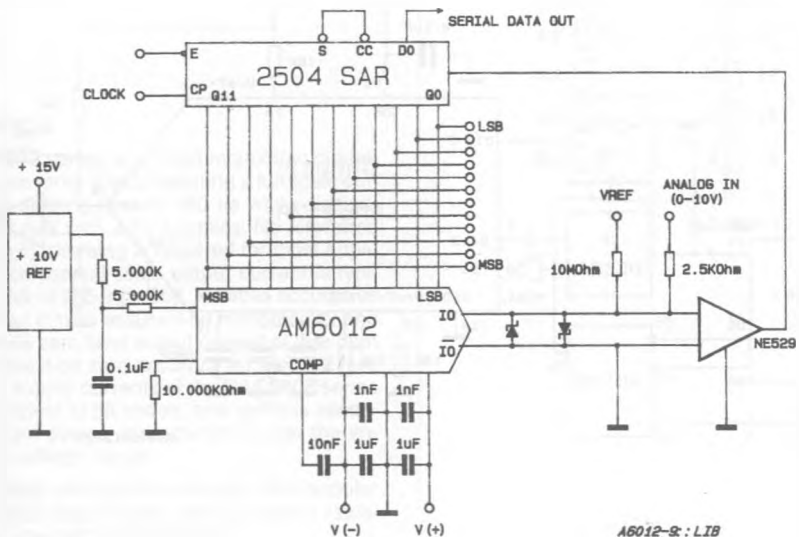 SERIAL DATA OUT
S CC DO
E
2504 SAR
CLOCK CP Q11 Q0
LSB
+ 15V
VREF ANALOG IN
(0-10V)
+ 10V
REF
5.000K
5.000K
MSB
10MOhm 2.5KOhm
MSB LSB
AM6012
IO
IO
NE529
COMP
0.1uF
10.000KOhm
1nF 1nF
10nF 1uF 1uF
V(-) V(+)
A6012-9::LIB